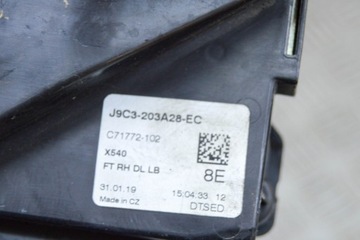 J9C3-203A28-EC
C71772-102
X540
FT RH DL LB
8E
31.01.19 15:04:33 12
Made in CZ DTSED